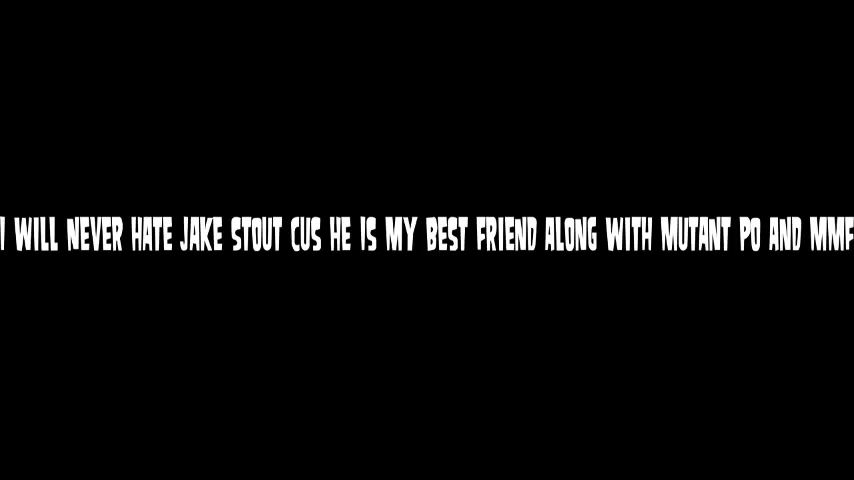 I WILL NEVER HATE JAKE STOUT CUS HE IS MY BEST FRIEND ALONG WITH MUTANT PO AND MMF